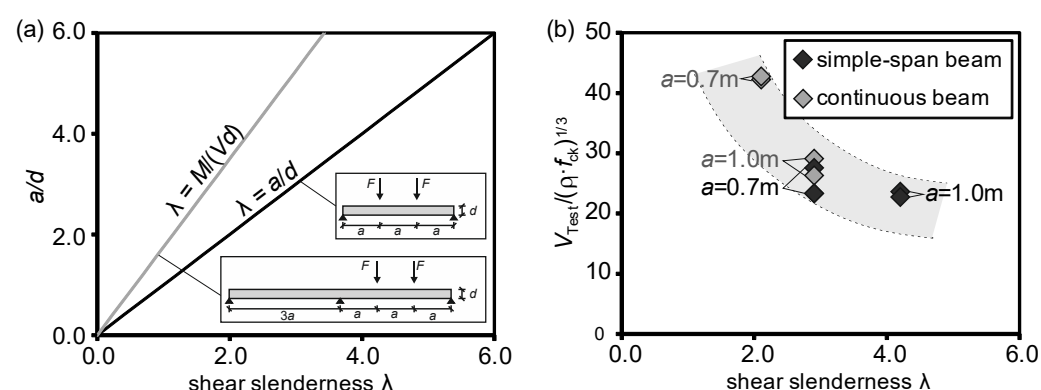 (a)
6.0
4.0
2.0
0.0
a/d
λ = M/(Vd)
λ = a/d
F F
d
a a a
F F
d
3a a a a
0.0 2.0 4.0 6.0
shear slenderness λ
(b)
50
40
30
20
10
0
V_Test/(ρ_l·f_ck)^1/3
simple-span beam
continuous beam
a=0.7m
a=1.0m
a=0.7m
a=1.0m
0.0 2.0 4.0 6.0
shear slenderness λ